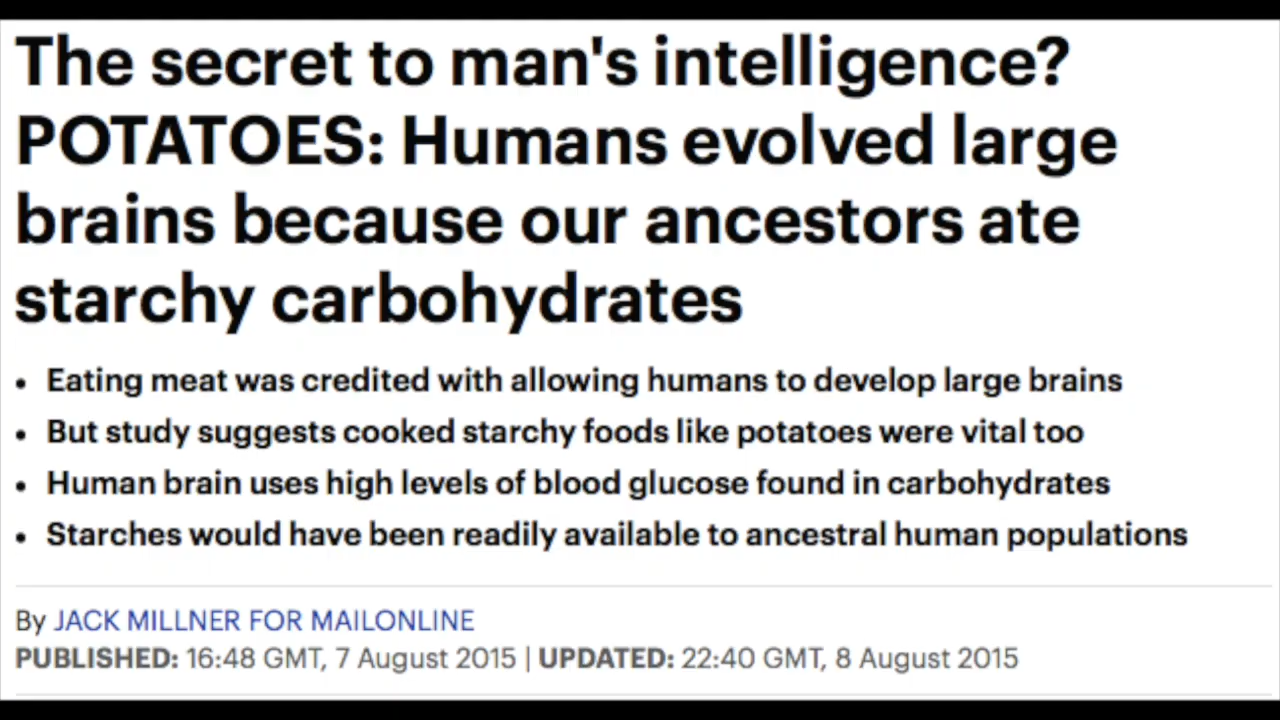 The secret to man's intelligence?
POTATOES: Humans evolved large
brains because our ancestors ate
starchy carbohydrates
• Eating meat was credited with allowing humans to develop large brains
• But study suggests cooked starchy foods like potatoes were vital too
• Human brain uses high levels of blood glucose found in carbohydrates
• Starches would have been readily available to ancestral human populations
By JACK MILLNER FOR MAILONLINE
PUBLISHED: 16:48 GMT, 7 August 2015 | UPDATED: 22:40 GMT, 8 August 2015